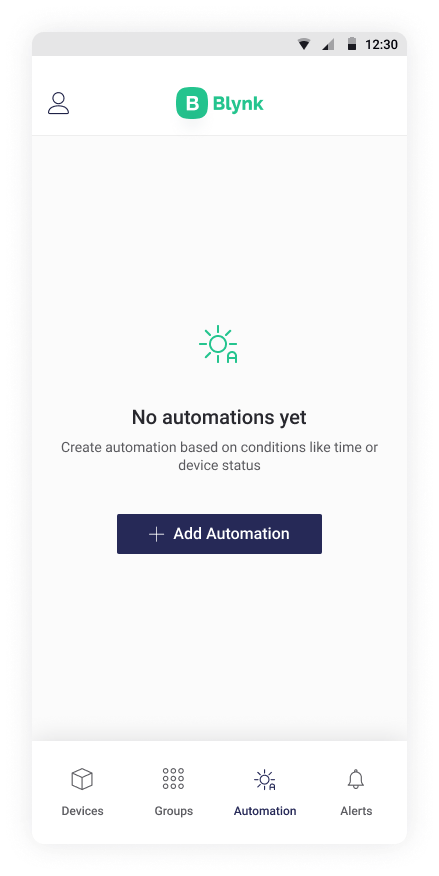 12:30
B Blynk
No automations yet
Create automation based on conditions like time or
device status
Add Automation
Devices
Groups
Automation
Alerts